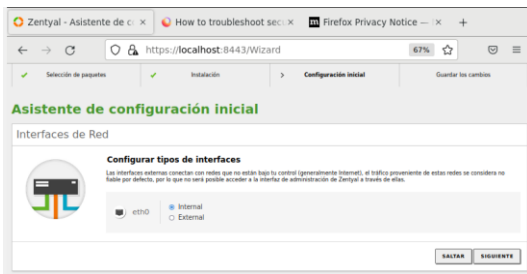 Zentyal - Asistente de co
How to troubleshoot secu
Firefox Privacy Notice —
https://localhost:8443/Wizard
67%
Selección de paquetes
Instalación
Configuración inicial
Guardar los cambios
Asistente de configuración inicial
Interfaces de Red
Configurar tipos de interfaces
Las interfaces externas conectan con redes que no están bajo tu control (generalmente Internet), el tráfico proveniente de estas redes se considera no
fiable por defecto, por lo que no será posible acceder a la interfaz de administración de Zentyal a través de ellas.
eth0
Internal
External
SALTAR
SIGUIENTE